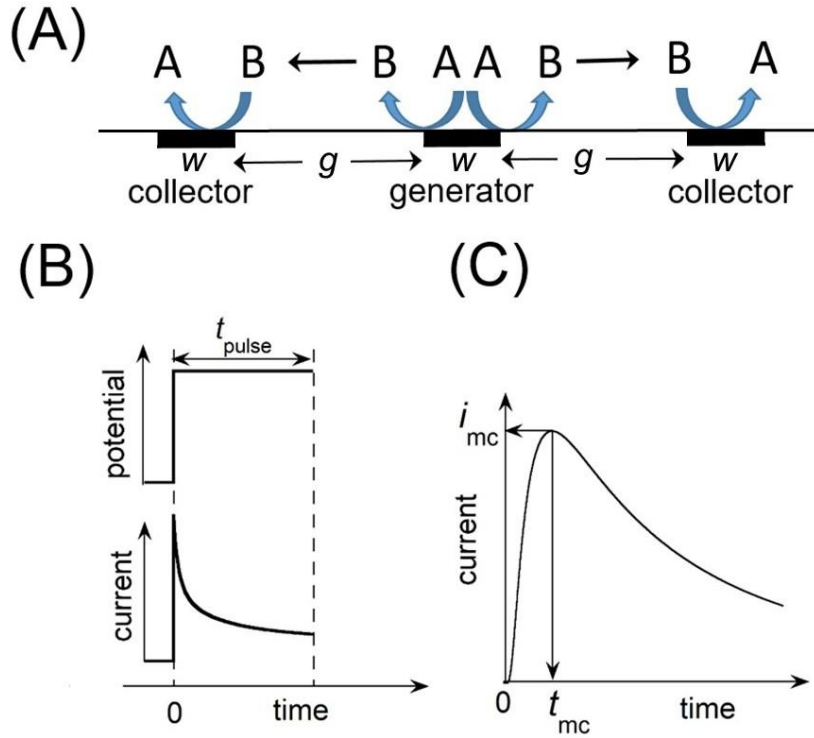 (A)
A B B A A B B A
w g w g w
collector generator collector
(B)
t pulse
potential
current
0 time
(C)
i mc
current
0 t mc time